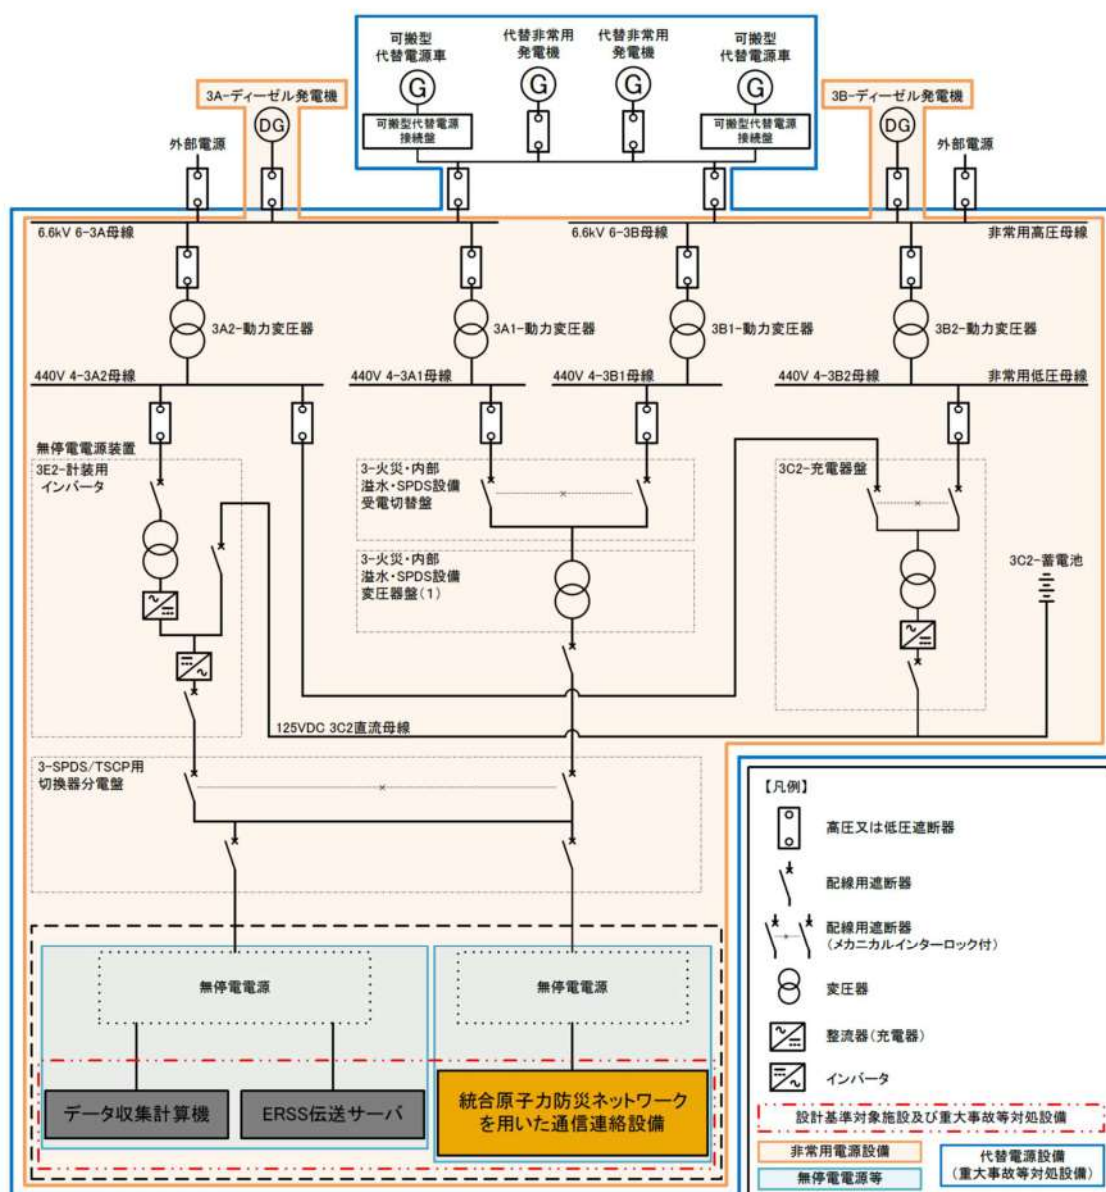 可搬型
代替電源車
代替非常用
発電機
代替非常用
発電機
可搬型
代替電源車
G
G
G
G
3A-ディーゼル発電機
3B-ディーゼル発電機
DG
DG
可搬型代替電源
接続盤
可搬型代替電源
接続盤
外部電源
外部電源
6.6kV 6-3A母線
6.6kV 6-3B母線
非常用高圧母線
3A2-動力変圧器
3A1-動力変圧器
3B1-動力変圧器
3B2-動力変圧器
440V 4-3A2母線
440V 4-3A1母線
440V 4-3B1母線
440V 4-3B2母線
非常用低圧母線
無停電電源装置
3E2-計装用
インバータ
3-火災・内部
溢水・SPDS設備
受電切替盤
3C2-充電器盤
3-火災・内部
溢水・SPDS設備
変圧器盤(1)
3C2-蓄電池
125VDC 3C2直流母線
3-SPDS/TSCP用
切換器分電盤
無停電電源
無停電電源
データ収集計算機
ERSS伝送サーバ
統合原子力防災ネットワーク
を用いた通信連絡設備
【凡例】
高圧又は低圧遮断器
配線用遮断器
配線用遮断器
(メカニカルインターロック付)
変圧器
整流器(充電器)
インバータ
設計基準対象施設及び重大事故等対処設備
非常用電源設備
無停電電源等
代替電源設備
(重大事故等対処設備)